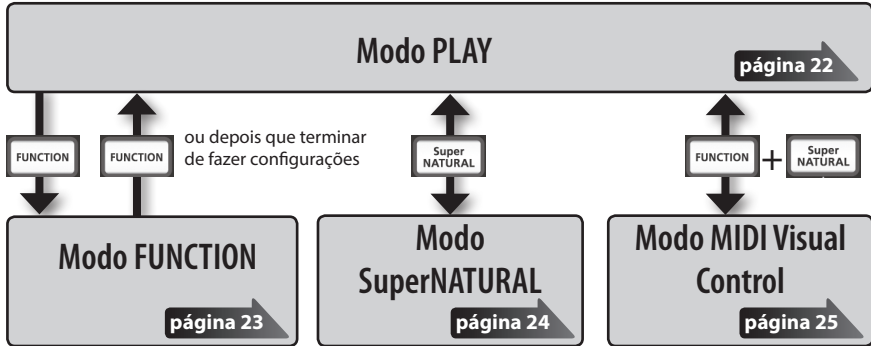 Modo PLAY
página 22
FUNCTION
FUNCTION
ou depois que terminar
de fazer configurações
Super
NATURAL
FUNCTION
+
Super
NATURAL
Modo FUNCTION
página 23
Modo
SuperNATURAL
página 24
Modo MIDI Visual
Control
página 25